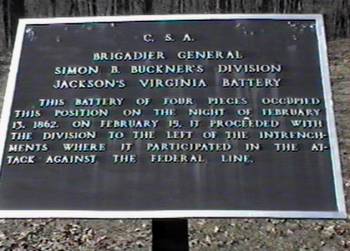 C. S. A.
BRIGADIER GENERAL
SIMON B. BUCKNER'S DIVISION
JACKSON'S VIRGINIA BATTERY
THIS BATTERY OF FOUR PIECES OCCUPIED
THIS POSITION ON THE NIGHT OF FEBRUARY
13, 1862. ON FEBRUARY 15, IT PROCEEDED WITH
THE DIVISION TO THE LEFT OF THE INTRENCH-
MENTS WHERE IT PARTICIPATED IN THE AT-
TACK AGAINST THE FEDERAL LINE.